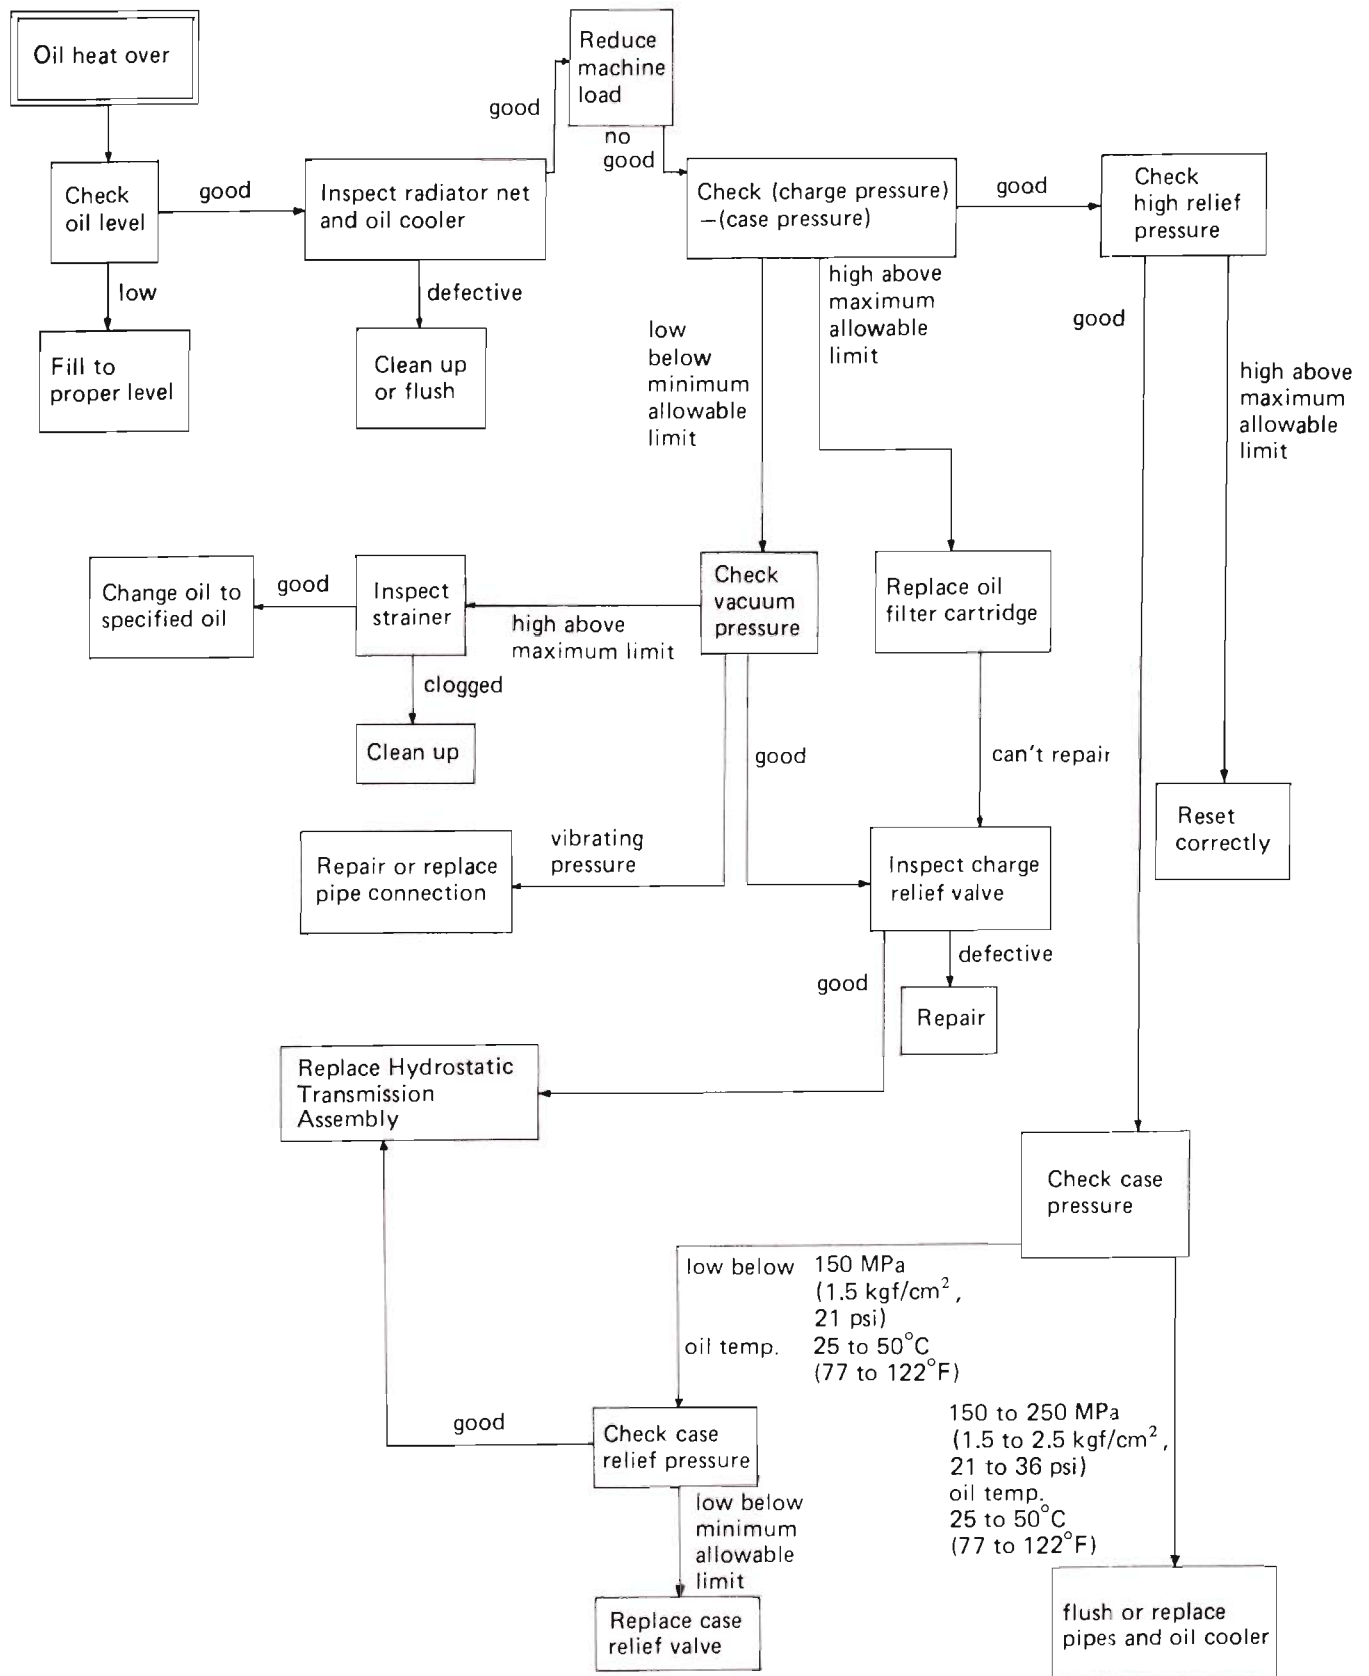 Oil heat over
Reduce
machine
load
good
no
good
Check
oil level
good
Inspect radiator net
and oil cooler
Check (charge pressure)
–(case pressure)
good
Check
high relief
pressure
low
defective
high above
maximum
allowable
limit
good
low
below
minimum
allowable
limit
high above
maximum
allowable
limit
Fill to
proper level
Clean up
or flush
Change oil to
specified oil
good
Inspect
strainer
high above
maximum limit
Check
vacuum
pressure
Replace oil
filter cartridge
clogged
Clean up
good
can't repair
Reset
correctly
Repair or replace
pipe connection
vibrating
pressure
Inspect charge
relief valve
defective
good
Repair
Replace Hydrostatic
Transmission
Assembly
Check case
pressure
low below 150 MPa
(1.5 kgf/cm²,
21 psi)
oil temp. 25 to 50°C
(77 to 122°F)
good
Check case
relief pressure
150 to 250 MPa
(1.5 to 2.5 kgf/cm²,
21 to 36 psi)
oil temp.
25 to 50°C
(77 to 122°F)
low below
minimum
allowable
limit
Replace case
relief valve
flush or replace
pipes and oil cooler